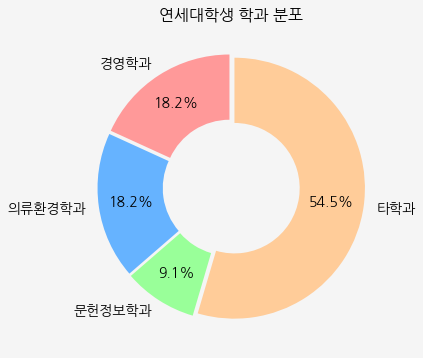 연세대학생 학과 분포
경영학과
18.2%
의류환경학과
18.2%
54.5%
타학과
9.1%
문헌정보학과